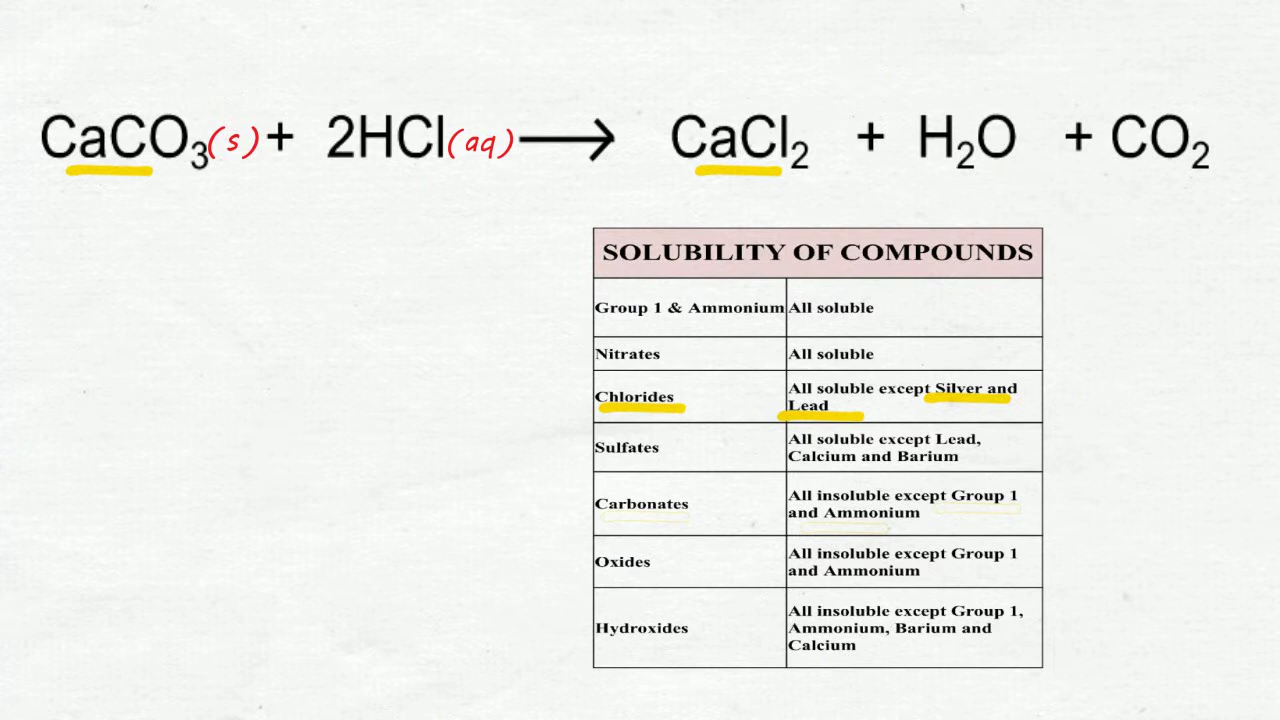 CaCO₃(s) + 2HCl(aq) ⟶ CaCl₂ + H₂O + CO₂
SOLUBILITY OF COMPOUNDS
Group 1 & Ammonium All soluble
Nitrates All soluble
Chlorides All soluble except Silver and
Lead
Sulfates All soluble except Lead,
Calcium and Barium
Carbonates All insoluble except Group 1
and Ammonium
Oxides All insoluble except Group 1
and Ammonium
Hydroxides All insoluble except Group 1,
Ammonium, Barium and
Calcium